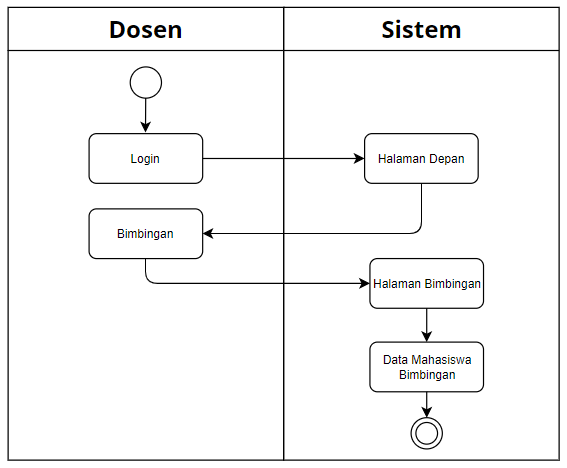 Dosen
Sistem
Login
Halaman Depan
Bimbingan
Halaman Bimbingan
Data Mahasiswa
Bimbingan